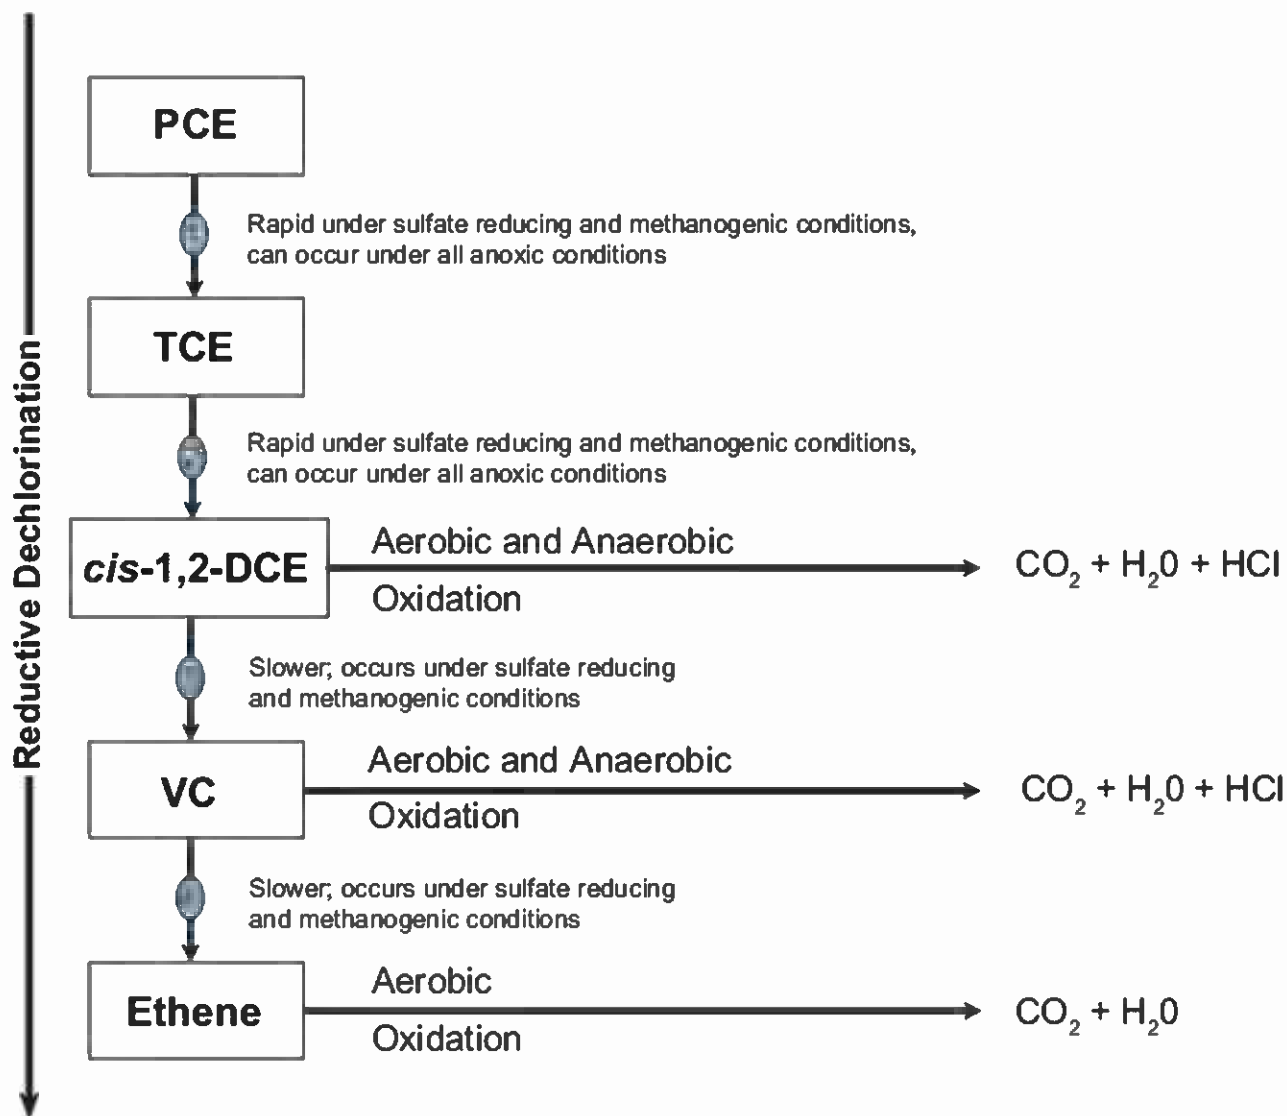 Reductive Dechlorination
PCE
Rapid under sulfate reducing and methanogenic conditions,
can occur under all anoxic conditions
TCE
Rapid under sulfate reducing and methanogenic conditions,
can occur under all anoxic conditions
cis-1,2-DCE
Aerobic and Anaerobic
Oxidation
CO₂ + H₂0 + HCl
Slower; occurs under sulfate reducing
and methanogenic conditions
VC
Aerobic and Anaerobic
Oxidation
CO₂ + H₂0 + HCl
Slower; occurs under sulfate reducing
and methanogenic conditions
Ethene
Aerobic
Oxidation
CO₂ + H₂0